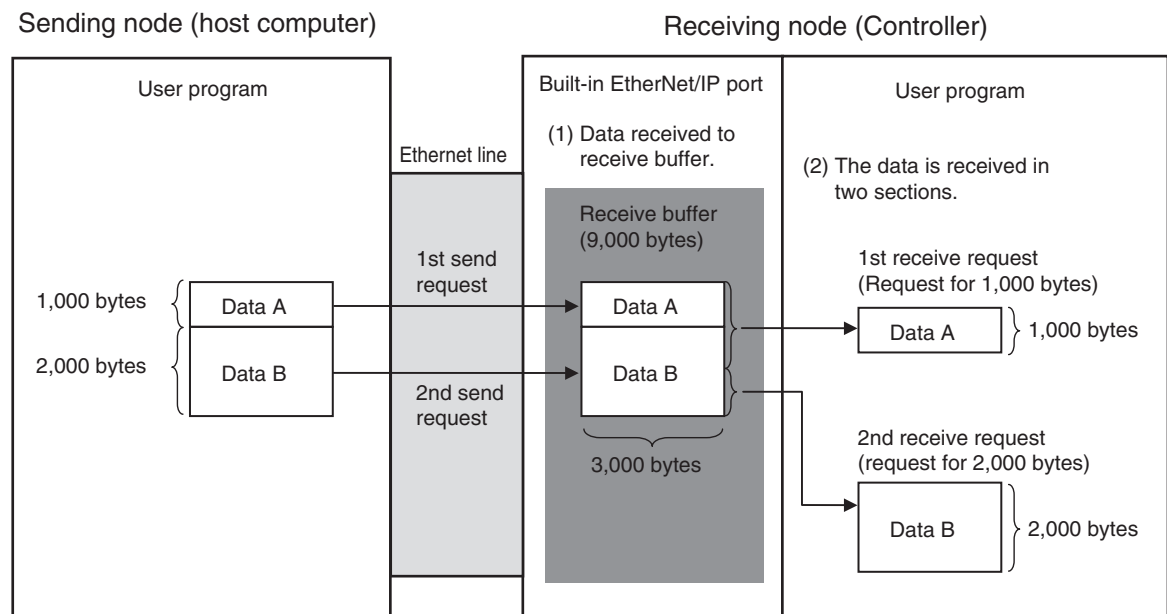 Sending node (host computer)
Receiving node (Controller)
User program
Built-in EtherNet/IP port
User program
(1) Data received to
receive buffer.
Ethernet line
(2) The data is received in
two sections.
Receive buffer
(9,000 bytes)
1st send
request
1st receive request
(Request for 1,000 bytes)
1,000 bytes
Data A
Data A
Data A
1,000 bytes
2,000 bytes
Data B
Data B
2nd send
request
2nd receive request
(request for 2,000 bytes)
3,000 bytes
Data B
2,000 bytes